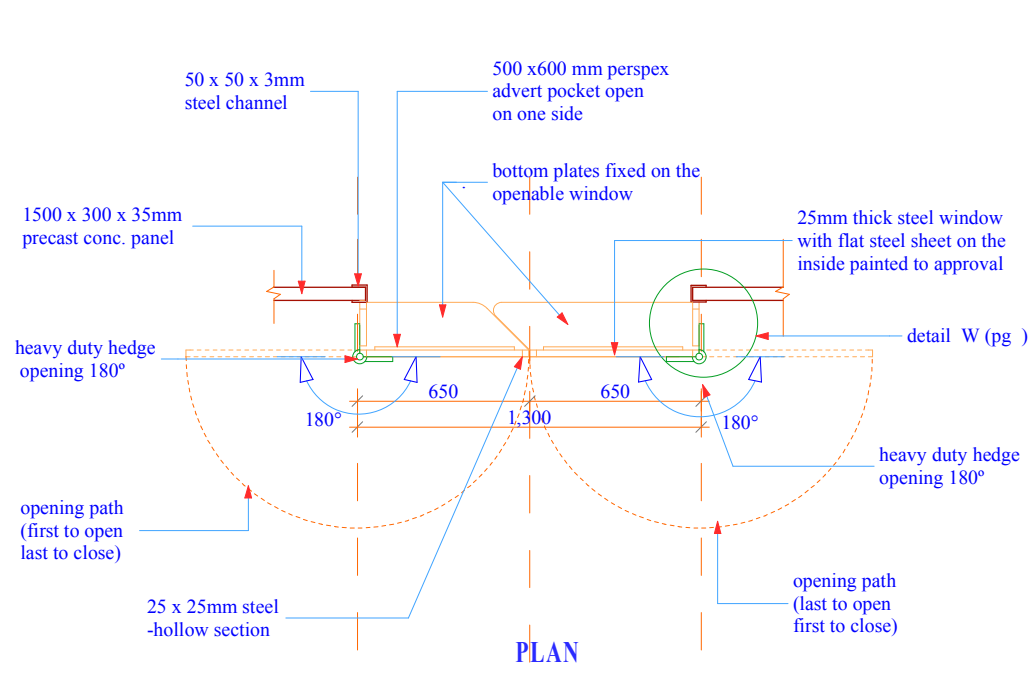 50 x 50 x 3mm
steel channel
500 x600 mm perspex
advert pocket open
on one side
bottom plates fixed on the
openable window
1500 x 300 x 35mm
precast conc. panel
25mm thick steel window
with flat steel sheet on the
inside painted to approval
detail  W (pg  )
heavy duty hedge
opening 180º
650
650
1,300
180°
180°
heavy duty hedge
opening 180º
opening path
(first to open
last to close)
25 x 25mm steel
-hollow section
opening path
(last to open
first to close)
PLAN